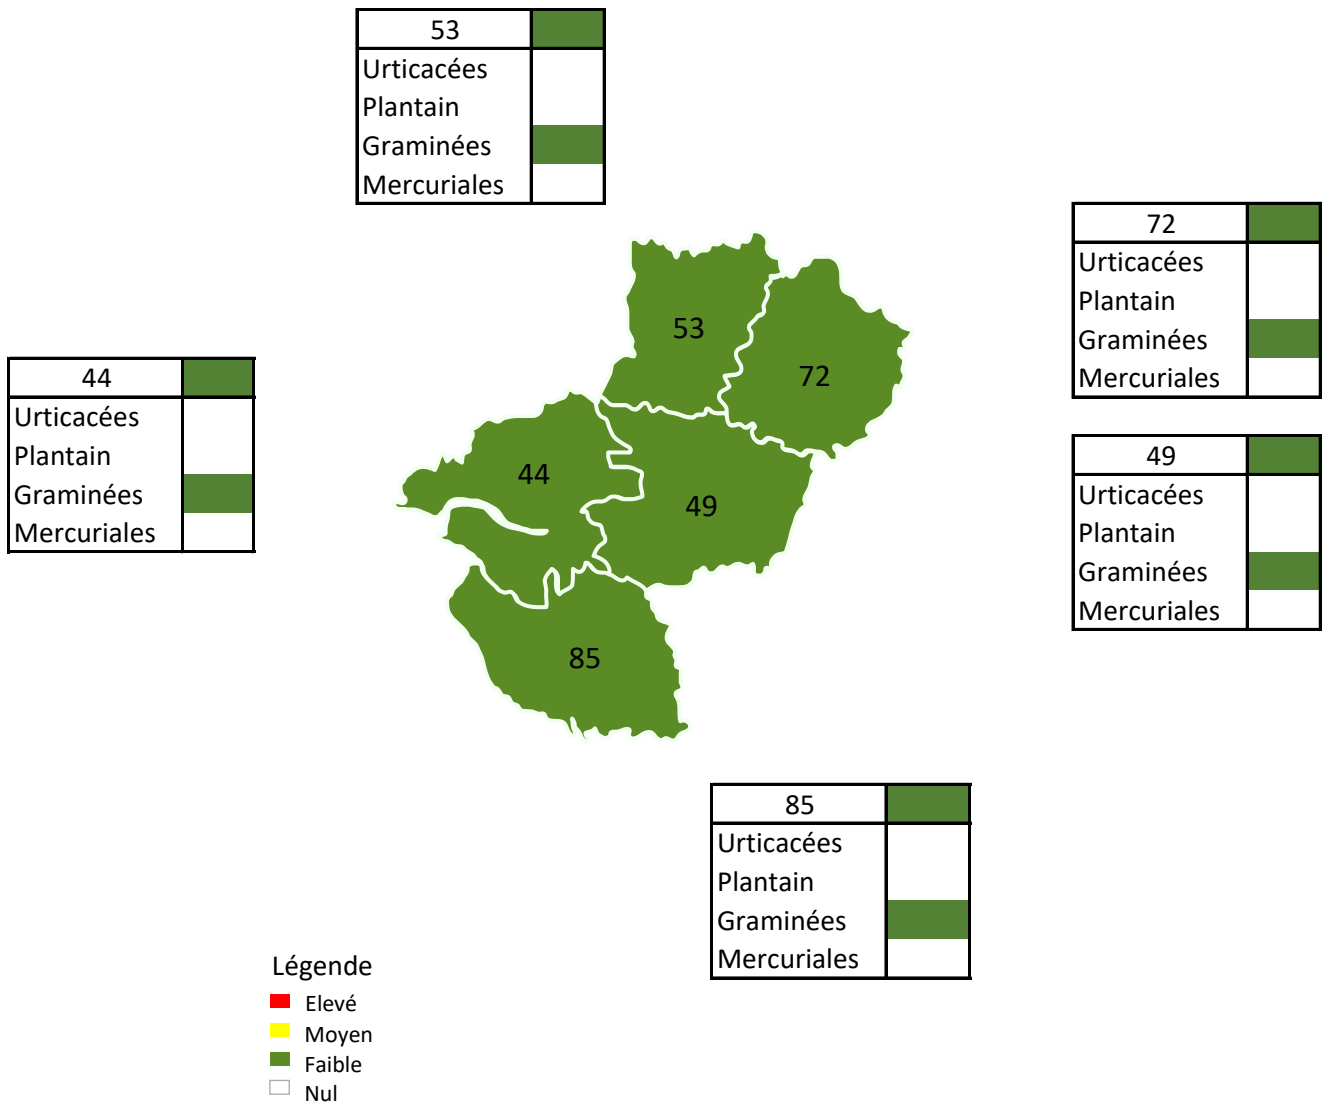 53
Urticacées
Plantain
Graminées
Mercuriales
72
Urticacées
Plantain
Graminées
Mercuriales
53
72
44
Urticacées
Plantain
Graminées
Mercuriales
44
49
49
Urticacées
Plantain
Graminées
Mercuriales
85
85
Urticacées
Plantain
Graminées
Mercuriales
Légende
Elevé
Moyen
Faible
Nul